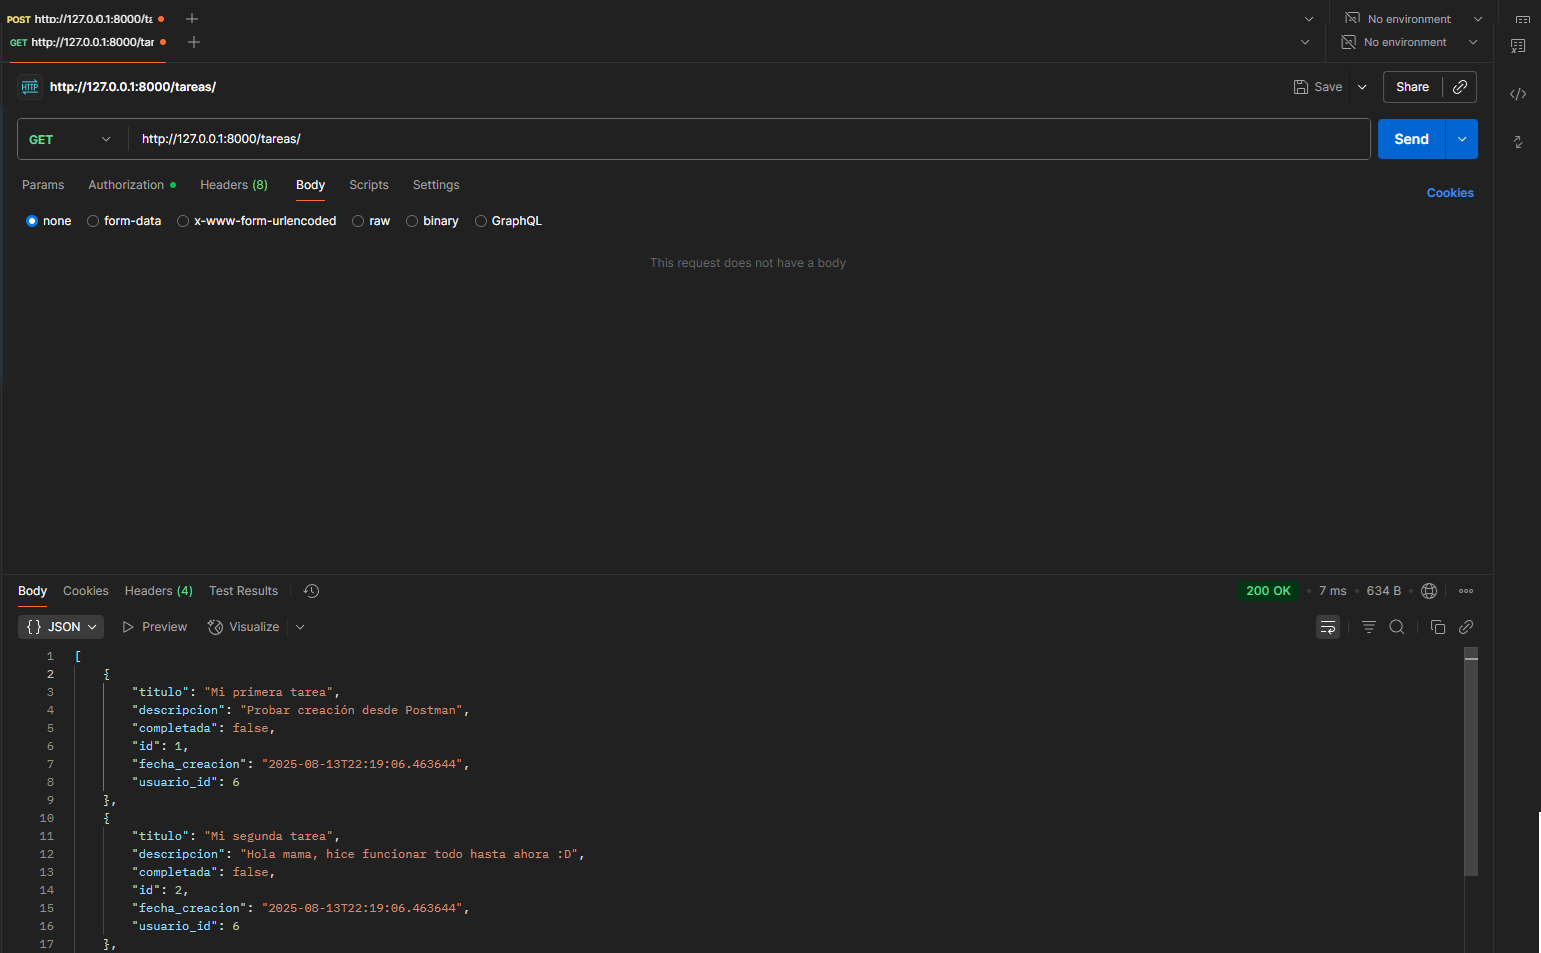 POST http://127.0.0.1:8000/ta
No environment
GET http://127.0.0.1:8000/tar
No environment
HTTP http://127.0.0.1:8000/tareas/
Save
Share
GET
http://127.0.0.1:8000/tareas/
Send
Params
Authorization
Headers (8)
Body
Scripts
Settings
Cookies
none
form-data
x-www-form-urlencoded
raw
binary
GraphQL
This request does not have a body
Body
Cookies
Headers (4)
Test Results
200 OK
7 ms
634 B
{} JSON
Preview
Visualize
1 [
2 {
3 "titulo": "Mi primera tarea",
4 "descripcion": "Probar creación desde Postman",
5 "completada": false,
6 "id": 1,
7 "fecha_creacion": "2025-08-13T22:19:06.463644",
8 "usuario_id": 6
9 },
10 {
11 "titulo": "Mi segunda tarea",
12 "descripcion": "Hola mama, hice funcionar todo hasta ahora :D",
13 "completada": false,
14 "id": 2,
15 "fecha_creacion": "2025-08-13T22:19:06.463644",
16 "usuario_id": 6
17 },